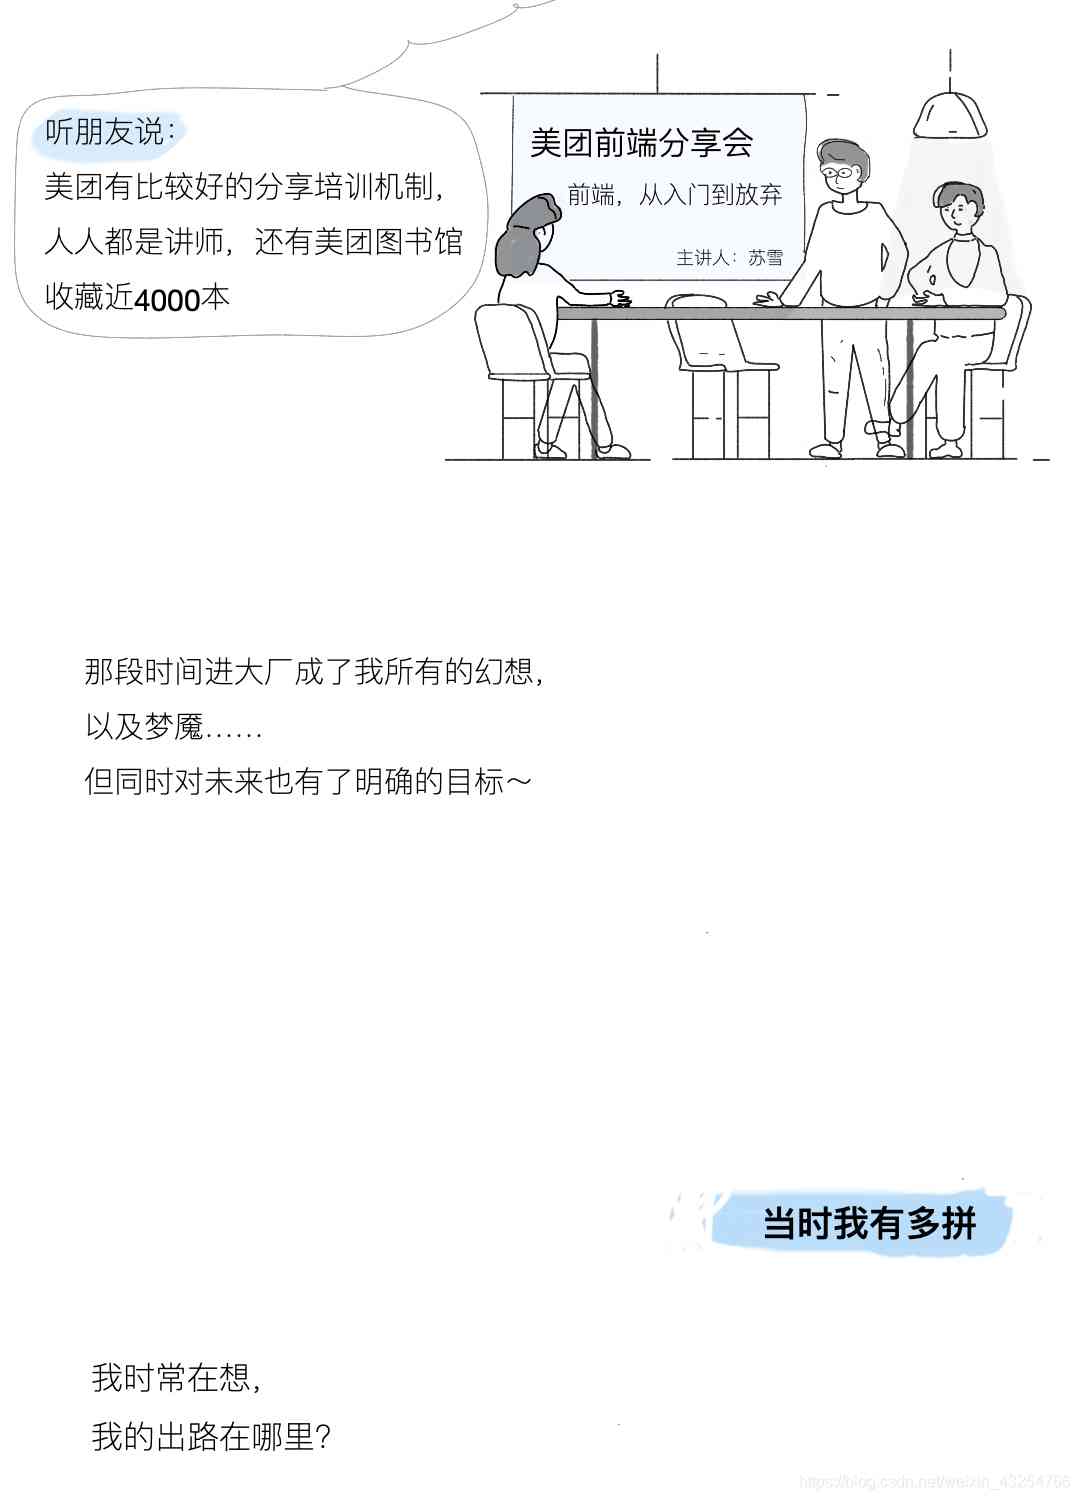 听朋友说：
美团有比较好的分享培训机制，
人人都是讲师，还有美团图书馆
收藏近4000本
美团前端分享会
前端，从入门到放弃
主讲人：苏雪
那段时间进大厂成了我所有的幻想，
以及梦魇……
但同时对未来也有了明确的目标～
当时我有多拼
我时常在想，
我的出路在哪里？
https://blog.csdn.net/weixin_43254766